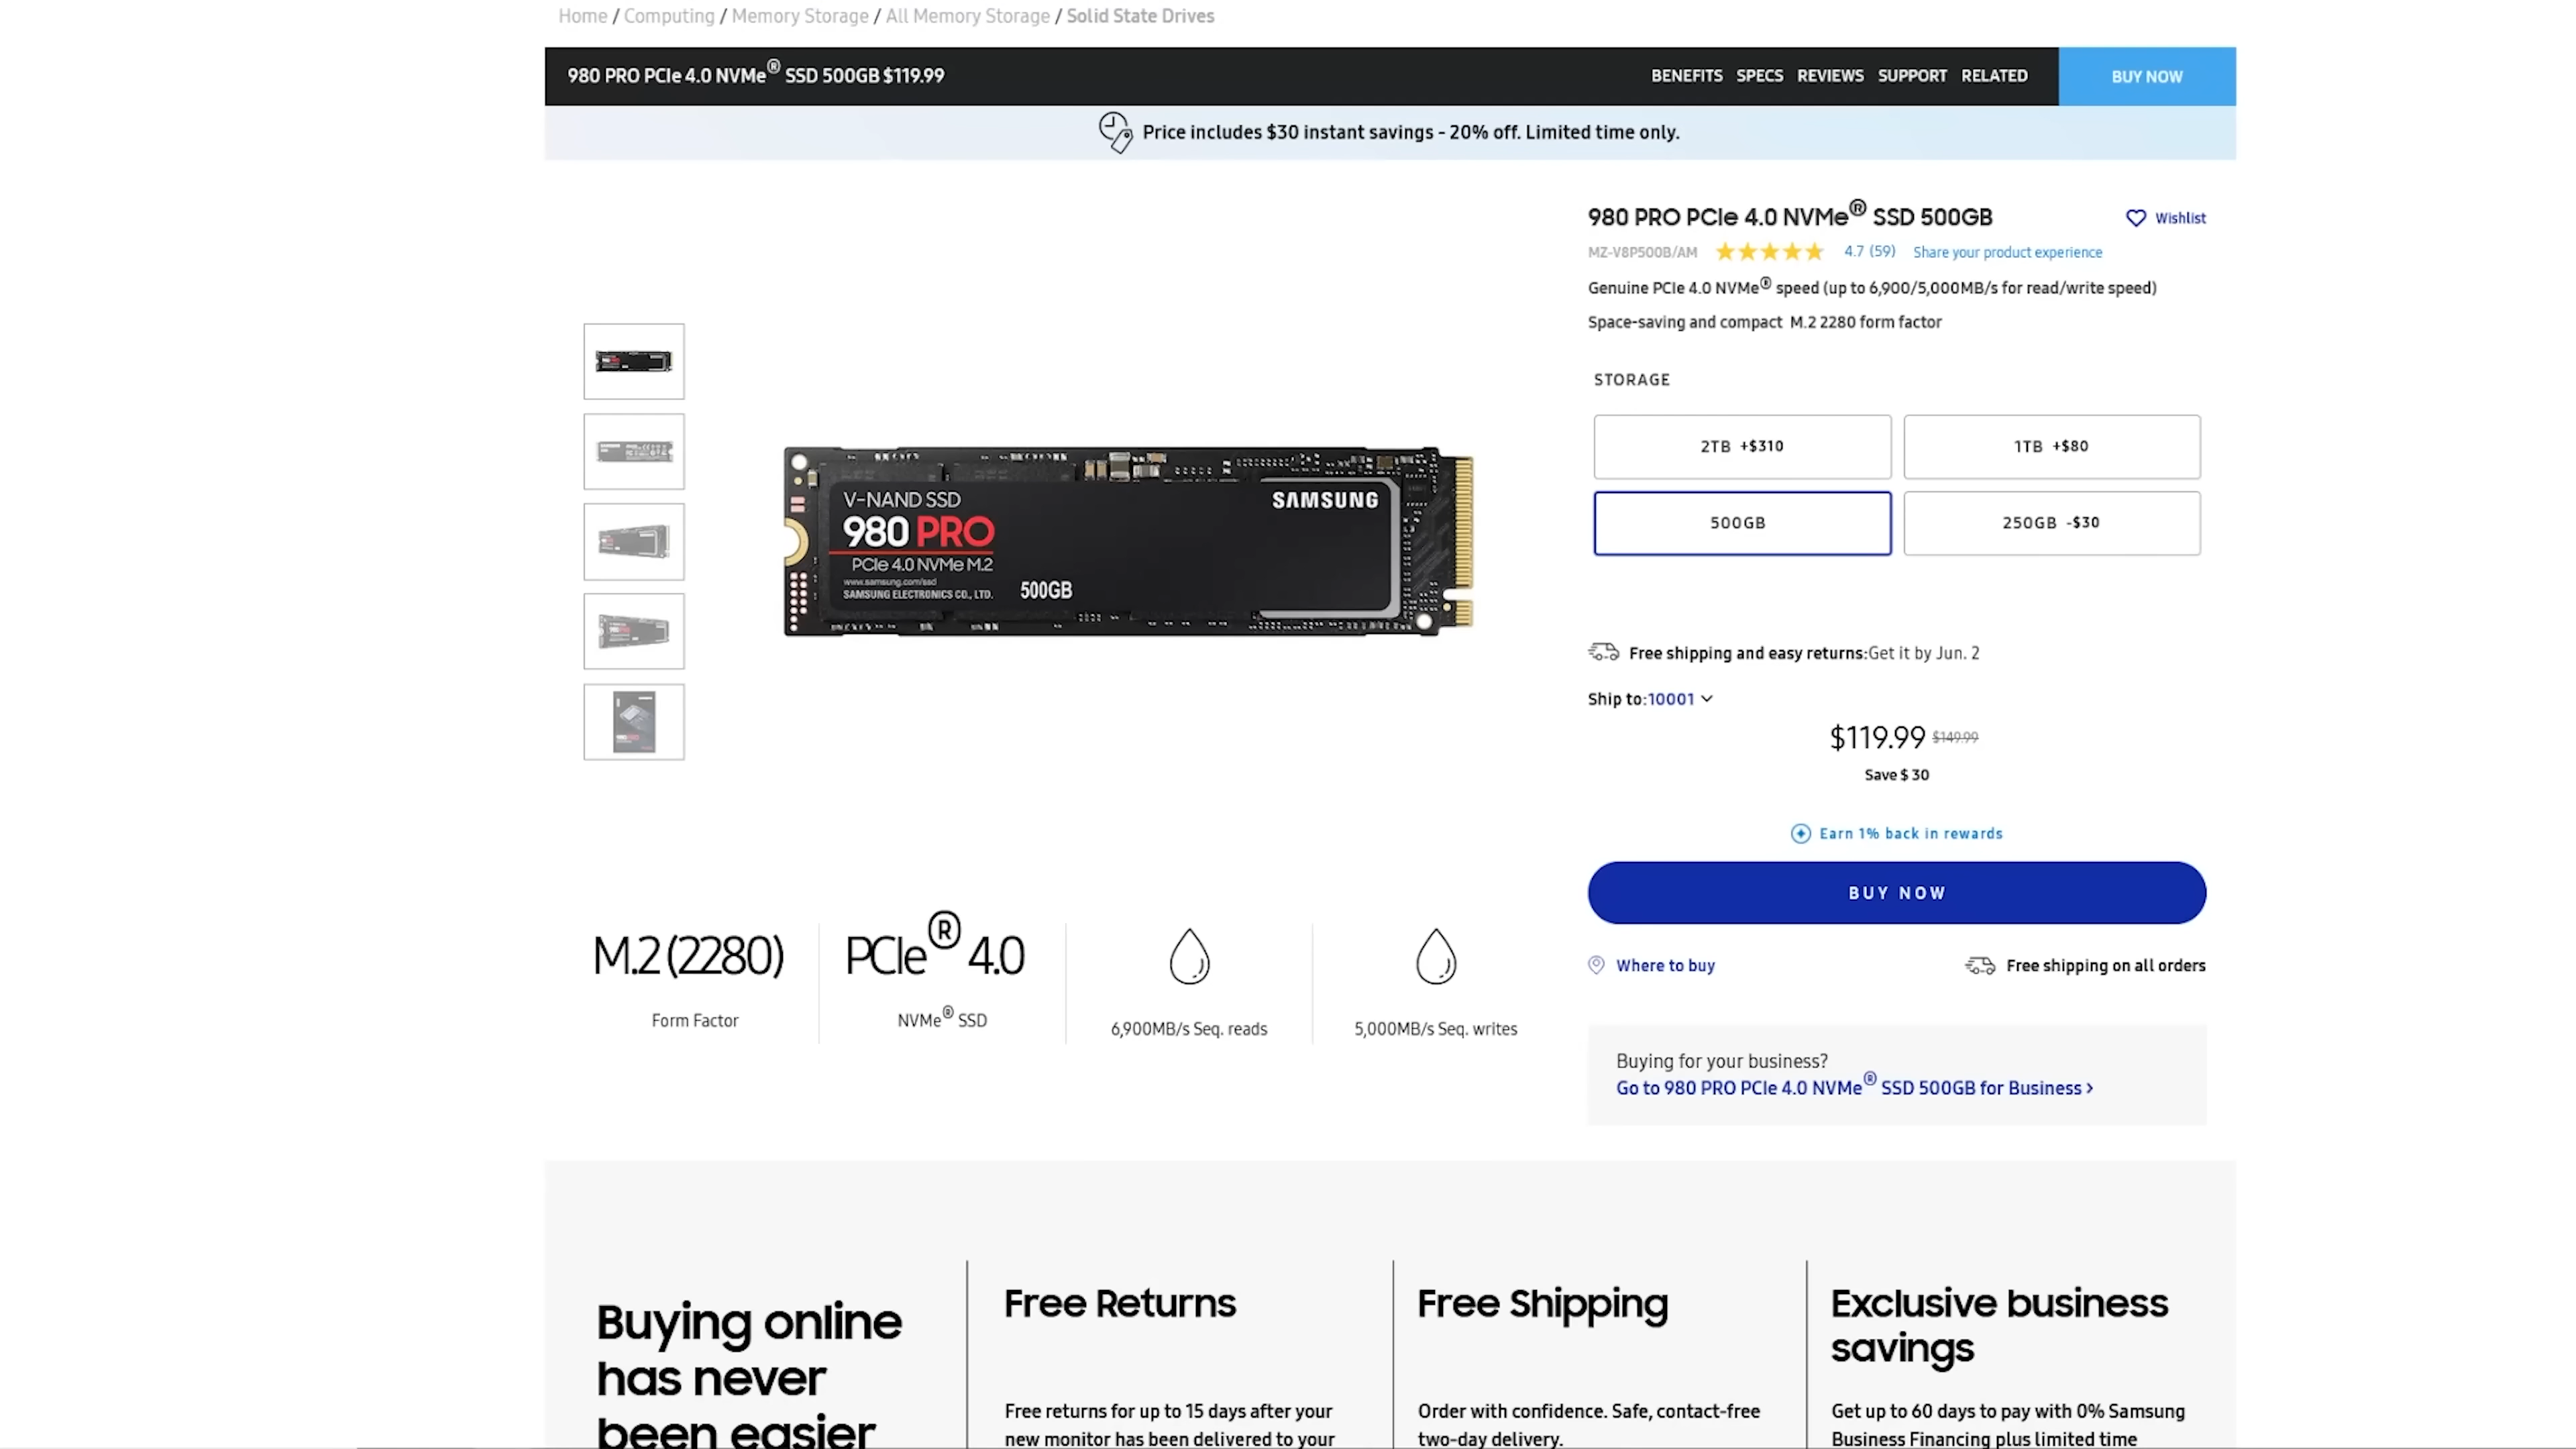 Home / Computing / Memory Storage / All Memory Storage / Solid State Drives
980 PRO PCIe 4.0 NVMe® SSD 500GB $119.99
BENEFITS SPECS REVIEWS SUPPORT RELATED
BUY NOW
Price includes $30 instant savings - 20% off. Limited time only.
980 PRO PCIe 4.0 NVMe® SSD 500GB
Wishlist
MZ-V8P500B/AM 4.7 (59) Share your product experience
Genuine PCIe 4.0 NVMe® speed (up to 6,900/5,000MB/s for read/write speed)
Space-saving and compact M.2 2280 form factor
STORAGE
2TB +$310
1TB +$80
500GB
250GB -$30
V-NAND SSD
980 PRO
PCIe 4.0 NVMe M.2
www.samsung.com/ssd
SAMSUNG ELECTRONICS CO., LTD.
500GB
SAMSUNG
Free shipping and easy returns:Get it by Jun. 2
Ship to:10001
$119.99 $149.99
Save $ 30
Earn 1% back in rewards
BUY NOW
Where to buy
Free shipping on all orders
M.2 (2280)
Form Factor
PCIe® 4.0
NVMe® SSD
6,900MB/s Seq. reads
5,000MB/s Seq. writes
Buying for your business?
Go to 980 PRO PCIe 4.0 NVMe® SSD 500GB for Business >
Buying online
has never
been easier
Free Returns
Free returns for up to 15 days after your
new monitor has been delivered to your
Free Shipping
Order with confidence. Safe, contact-free
two-day delivery.
Exclusive business
savings
Get up to 60 days to pay with 0% Samsung
Business Financing plus limited time